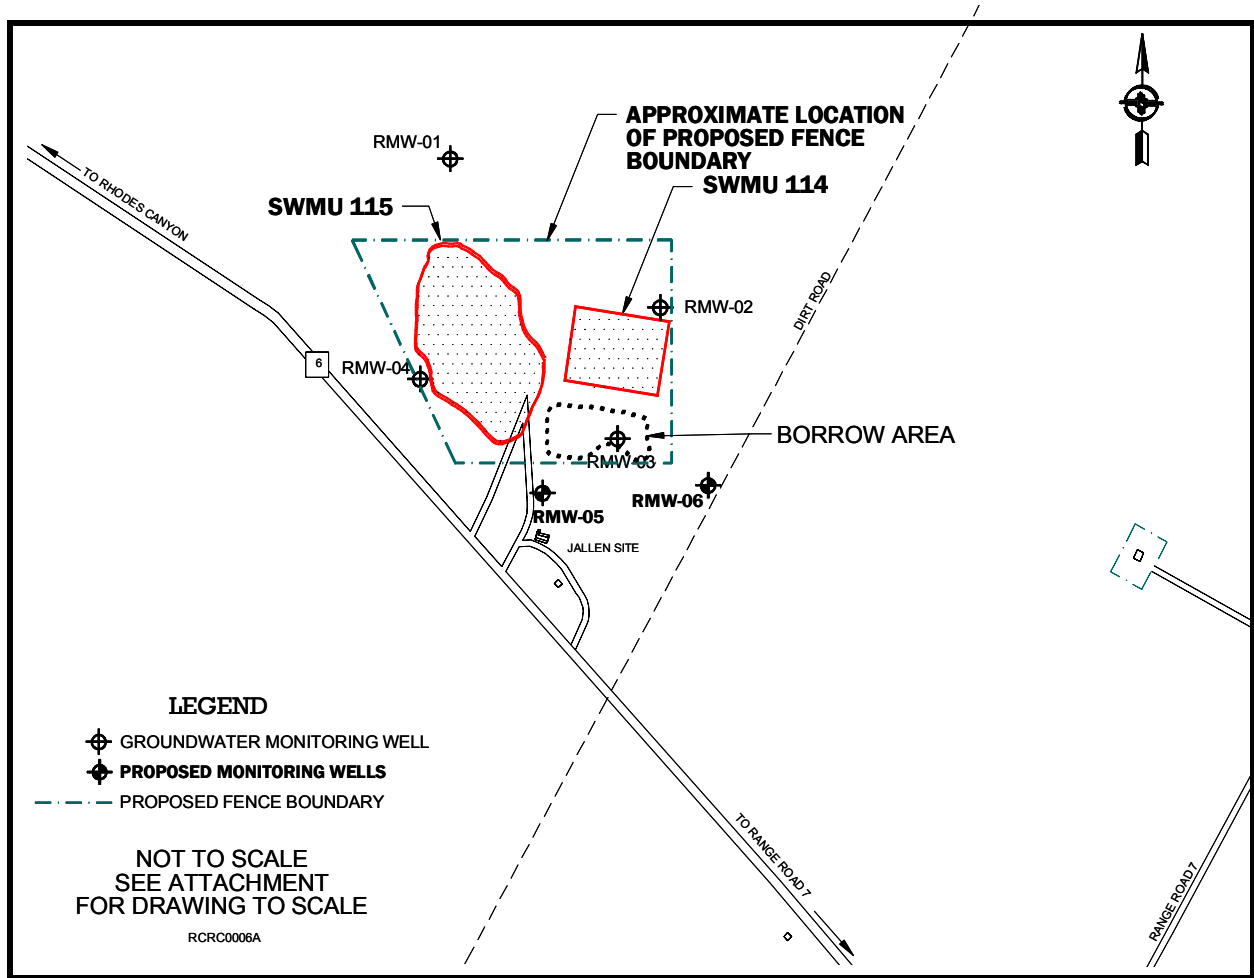 APPROXIMATE LOCATION
OF PROPOSED FENCE
BOUNDARY
RMW-01
TO RHODES CANYON
SWMU 114
SWMU 115
DIRT ROAD
RMW-02
6
RMW-04
BORROW AREA
RMW-03
RMW-06
RMW-05
JALLEN SITE
LEGEND
GROUNDWATER MONITORING WELL
PROPOSED MONITORING WELLS
PROPOSED FENCE BOUNDARY
NOT TO SCALE
SEE ATTACHMENT
FOR DRAWING TO SCALE
RCRC0006A
TO RANGE ROAD 7
RANGE ROAD 7